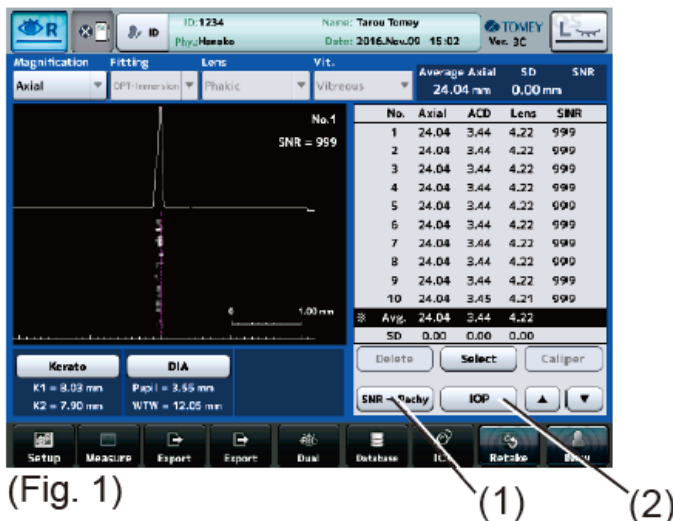 R ID ID:1234 Name: Tarou Tomey TOMEY L
Phy.:Hanako Date: 2016.Nov.09 15:02 Ver. 3C
Magnification Fitting Lens Vit.
Axial OPT-Immersion Phakic Vitreous
Average Axial SD SNR
24.04 mm 0.00 mm
No.1
SNR = 999
0 1.00 mm
No. Axial ACD Lens SNR
1 24.04 3.44 4.22 999
2 24.04 3.44 4.22 999
3 24.04 3.44 4.22 999
4 24.04 3.44 4.22 999
5 24.04 3.44 4.22 999
6 24.04 3.44 4.22 999
7 24.04 3.44 4.22 999
8 24.04 3.44 4.22 999
9 24.04 3.44 4.22 999
10 24.04 3.45 4.21 999
※ Avg. 24.04 3.44 4.22
SD 0.00 0.00 0.00
Delete Select Caliper
SNR→Pachy IOP ▲ ▼
Kerato DIA
K1 = 8.03 mm Papil = 3.55 mm
K2 = 7.90 mm WTW = 12.05 mm
Setup Measure Export Export Dual Database Retake
(Fig. 1)
(1) (2)